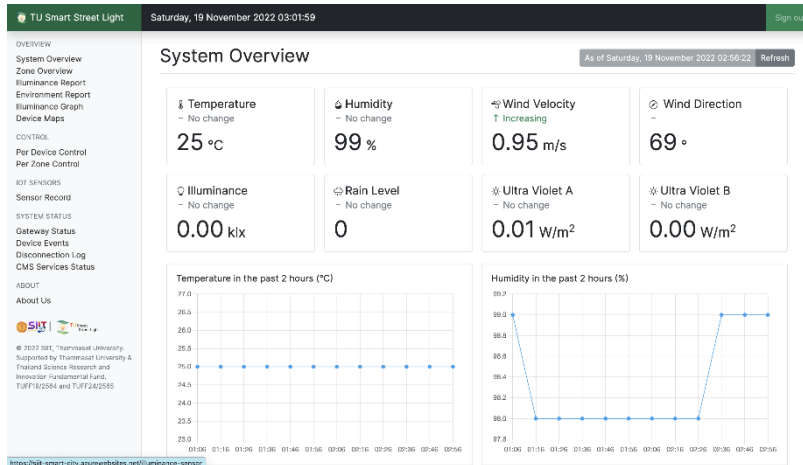 TU Smart Street Light
Saturday, 19 November 2022 03:01:59
Sign ou
OVERVIEW
System Overview
Zone Overview
Illuminance Report
Environment Report
Illuminance Graph
Device Maps
CONTROL
Per Device Control
Per Zone Control
IOT SENSORS
Sensor Record
SYSTEM STATUS
Gateway Status
Device Events
Disconnection Log
CMS Services Status
ABOUT
About Us
SIIT
© 2022 SIIT, Thammasat University.
Supported by Thammasat University &
Thailand Science Research and
Innovation Fundamental Fund,
TUFF19/2564 and TUFF24/2565
https://siit-smart-city.azurewebsites.net/illuminance-sensor
System Overview
As of Saturday, 19 November 2022 02:56:22 Refresh
Temperature
– No change
25 °C
Humidity
– No change
99 %
Wind Velocity
↑ Increasing
0.95 m/s
Wind Direction
–
69 °
Illuminance
– No change
0.00 klx
Rain Level
– No change
0
Ultra Violet A
– No change
0.01 W/m²
Ultra Violet B
– No change
0.00 W/m²
Temperature in the past 2 hours (°C)
27.0
26.5
26.0
25.5
25.0
24.5
24.0
23.5
23.0
01:06 01:16 01:26 01:36 01:46 01:56 02:06 02:16 02:26 02:36 02:46 02:56
Humidity in the past 2 hours (%)
99.2
99.0
98.8
98.6
98.4
98.2
98.0
97.8
01:06 01:16 01:26 01:36 01:46 01:56 02:06 02:16 02:26 02:36 02:46 02:56